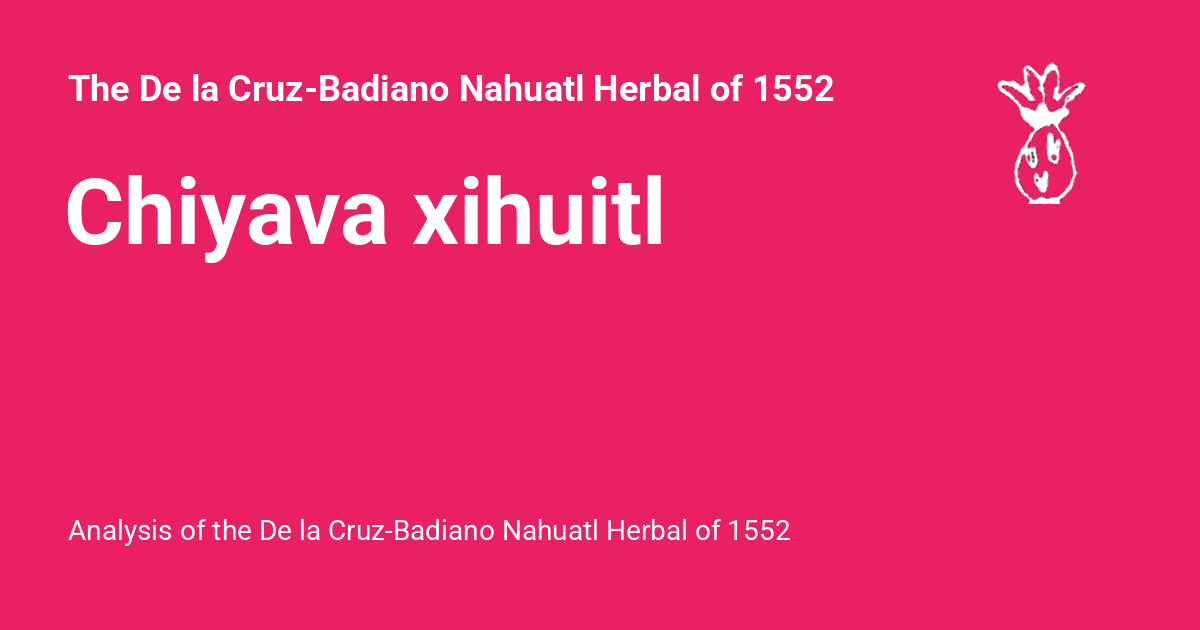 The De la Cruz-Badiano Nahuatl Herbal of 1552
Chiyava xihuitl
Analysis of the De la Cruz-Badiano Nahuatl Herbal of 1552